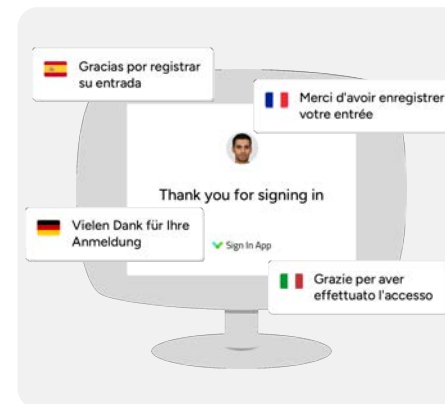 Gracias por registrar
su entrada
Merci d'avoir enregistrer
votre entrée
Thank you for signing in
Vielen Dank für Ihre
Anmeldung
Sign In App
Grazie per aver
effettuato l'accesso